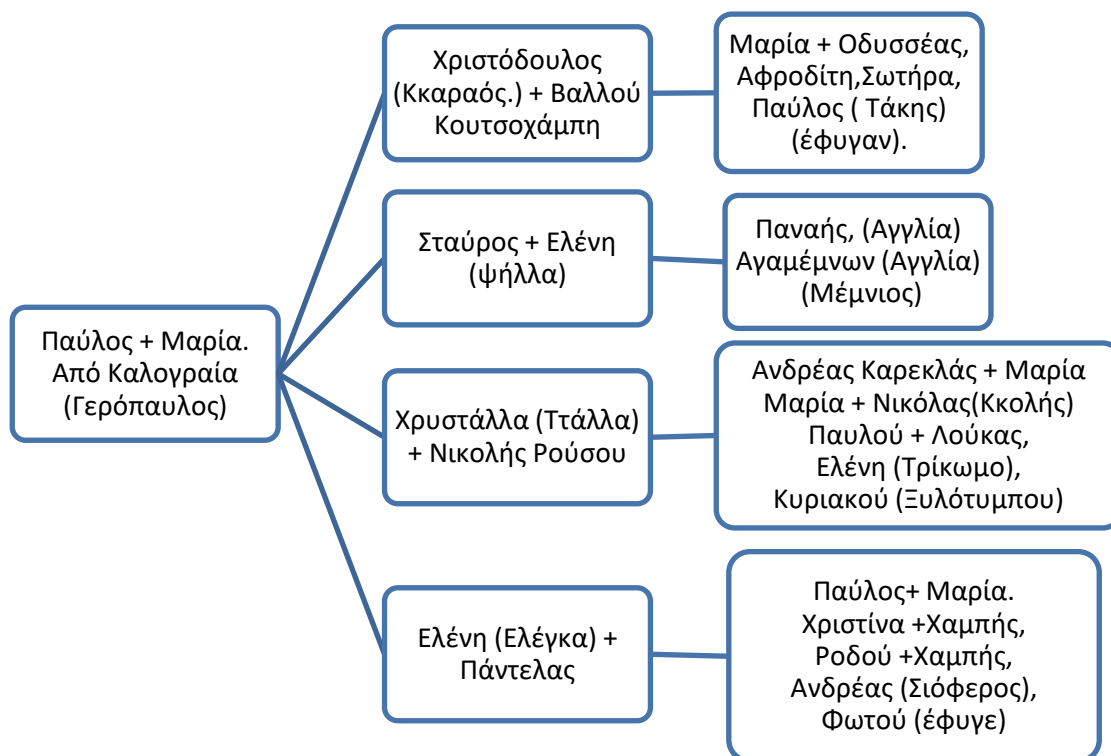 Παύλος + Μαρία.
Από Καλογραία
(Γερόπαυλος)
Χριστόδουλος
(Κκαραός.) + Βαλλού
Κουτσοχάμπη
Μαρία + Οδυσσέας,
Αφροδίτη,Σωτήρα,
Παύλος ( Τάκης)
(έφυγαν).
Σταύρος + Ελένη
(ψήλλα)
Παναής, (Αγγλία)
Αγαμέμνων (Αγγλία)
(Μέμνιος)
Χρυστάλλα (Ττάλλα)
+ Νικολής Ρούσου
Ανδρέας Καρεκλάς + Μαρία
Μαρία + Νικόλας(Κκολής)
Παυλού + Λούκας,
Ελένη (Τρίκωμο),
Κυριακού (Ξυλότυμπου)
Ελένη (Ελέγκα) +
Πάντελας
Παύλος+ Μαρία.
Χριστίνα +Χαμπής,
Ροδού +Χαμπής,
Ανδρέας (Σιόφερος),
Φωτού (έφυγε)